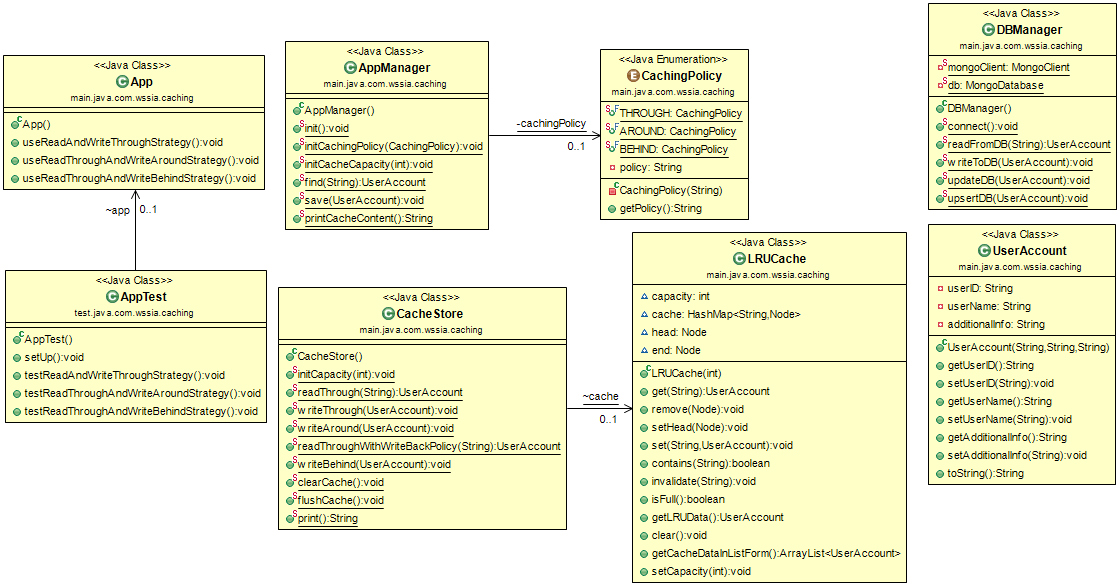 <<Java Class>>
App
main.java.com.wssia.caching
App()
useReadAndWriteThroughStrategy():void
useReadThroughAndWriteAroundStrategy():void
useReadThroughAndWriteBehindStrategy():void
~app
0..1
<<Java Class>>
AppTest
test.java.com.wssia.caching
AppTest()
setUp():void
testReadAndWriteThroughStrategy():void
testReadThroughAndWriteAroundStrategy():void
testReadThroughAndWriteBehindStrategy():void
<<Java Class>>
AppManager
main.java.com.wssia.caching
AppManager()
init():void
initCachingPolicy(CachingPolicy):void
initCacheCapacity(int):void
find(String):UserAccount
save(UserAccount):void
printCacheContent():String
-cachingPolicy
0..1
<<Java Enumeration>>
CachingPolicy
main.java.com.wssia.caching
THROUGH: CachingPolicy
AROUND: CachingPolicy
BEHIND: CachingPolicy
policy: String
CachingPolicy(String)
getPolicy():String
<<Java Class>>
CacheStore
main.java.com.wssia.caching
CacheStore()
initCapacity(int):void
readThrough(String):UserAccount
writeThrough(UserAccount):void
writeAround(UserAccount):void
readThroughWithWriteBackPolicy(String):UserAccount
writeBehind(UserAccount):void
clearCache():void
flushCache():void
print():String
~cache
0..1
<<Java Class>>
LRUCache
main.java.com.wssia.caching
capacity: int
cache: HashMap<String,Node>
head: Node
end: Node
LRUCache(int)
get(String):UserAccount
remove(Node):void
setHead(Node):void
set(String,UserAccount):void
contains(String):boolean
invalidate(String):void
isFull():boolean
getLRUData():UserAccount
clear():void
getCacheDataInListForm():ArrayList<UserAccount>
setCapacity(int):void
<<Java Class>>
DBManager
main.java.com.wssia.caching
mongoClient: MongoClient
db: MongoDatabase
DBManager()
connect():void
readFromDB(String):UserAccount
writeToDB(UserAccount):void
updateDB(UserAccount):void
upsertDB(UserAccount):void
<<Java Class>>
UserAccount
main.java.com.wssia.caching
userID: String
userName: String
additionalInfo: String
UserAccount(String,String,String)
getUserID():String
setUserID(String):void
getUserName():String
setUserName(String):void
getAdditionalInfo():String
setAdditionalInfo(String):void
toString():String